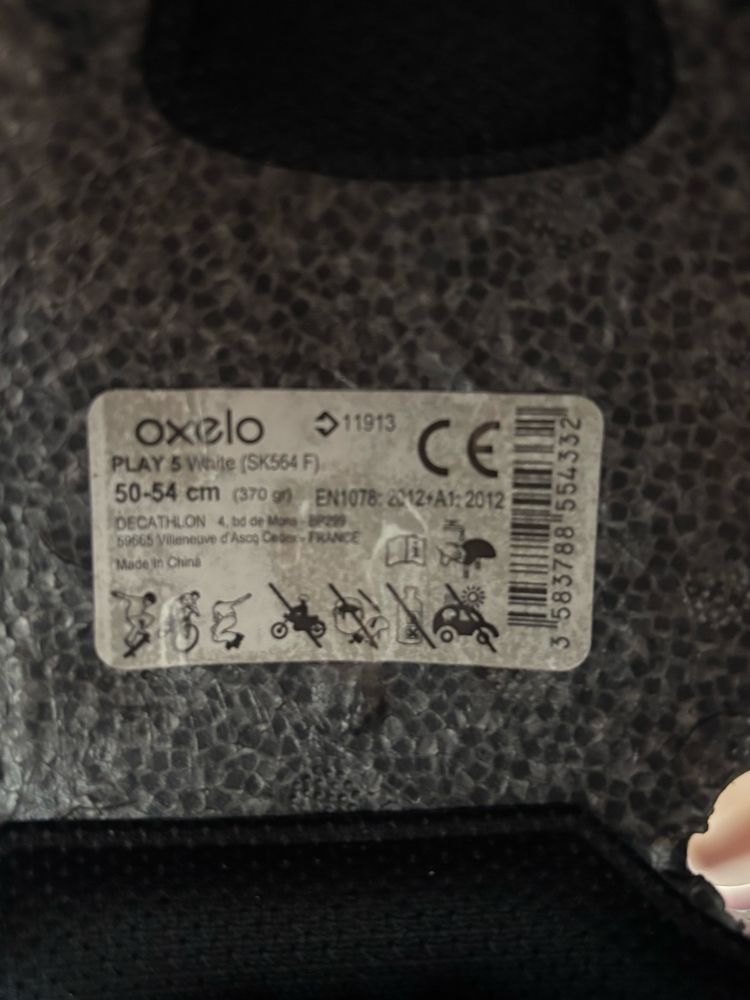 oxelo
11913
CE
PLAY 5 White (SK564 F)
50-54 cm (370 gr) EN1078: 2012+A1: 2012
DECATHLON 4, bd de Mons - BP299
59665 Villeneuve d'Ascq Cedex - FRANCE
Made in China
3 583788 554332